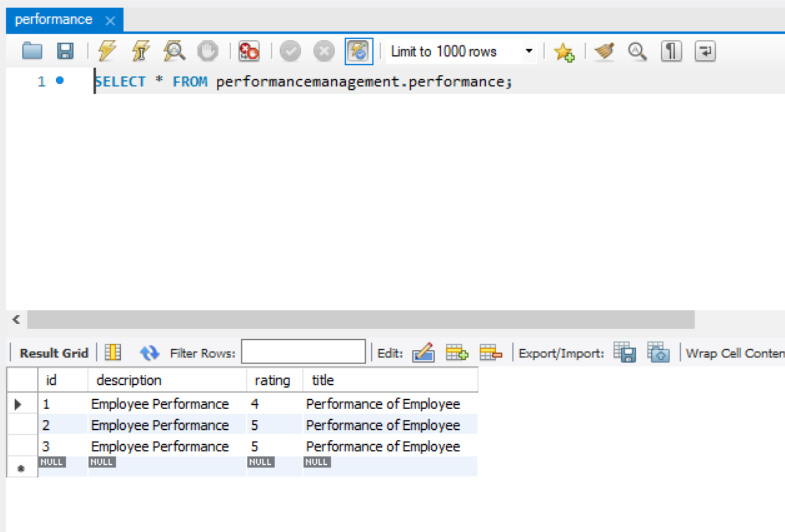 performance
Limit to 1000 rows
1 SELECT * FROM performancemanagement.performance;
Result Grid Filter Rows: Edit: Export/Import: Wrap Cell Conten
id description rating title
1 Employee Performance 4 Performance of Employee
2 Employee Performance 5 Performance of Employee
3 Employee Performance 5 Performance of Employee
NULL NULL NULL NULL